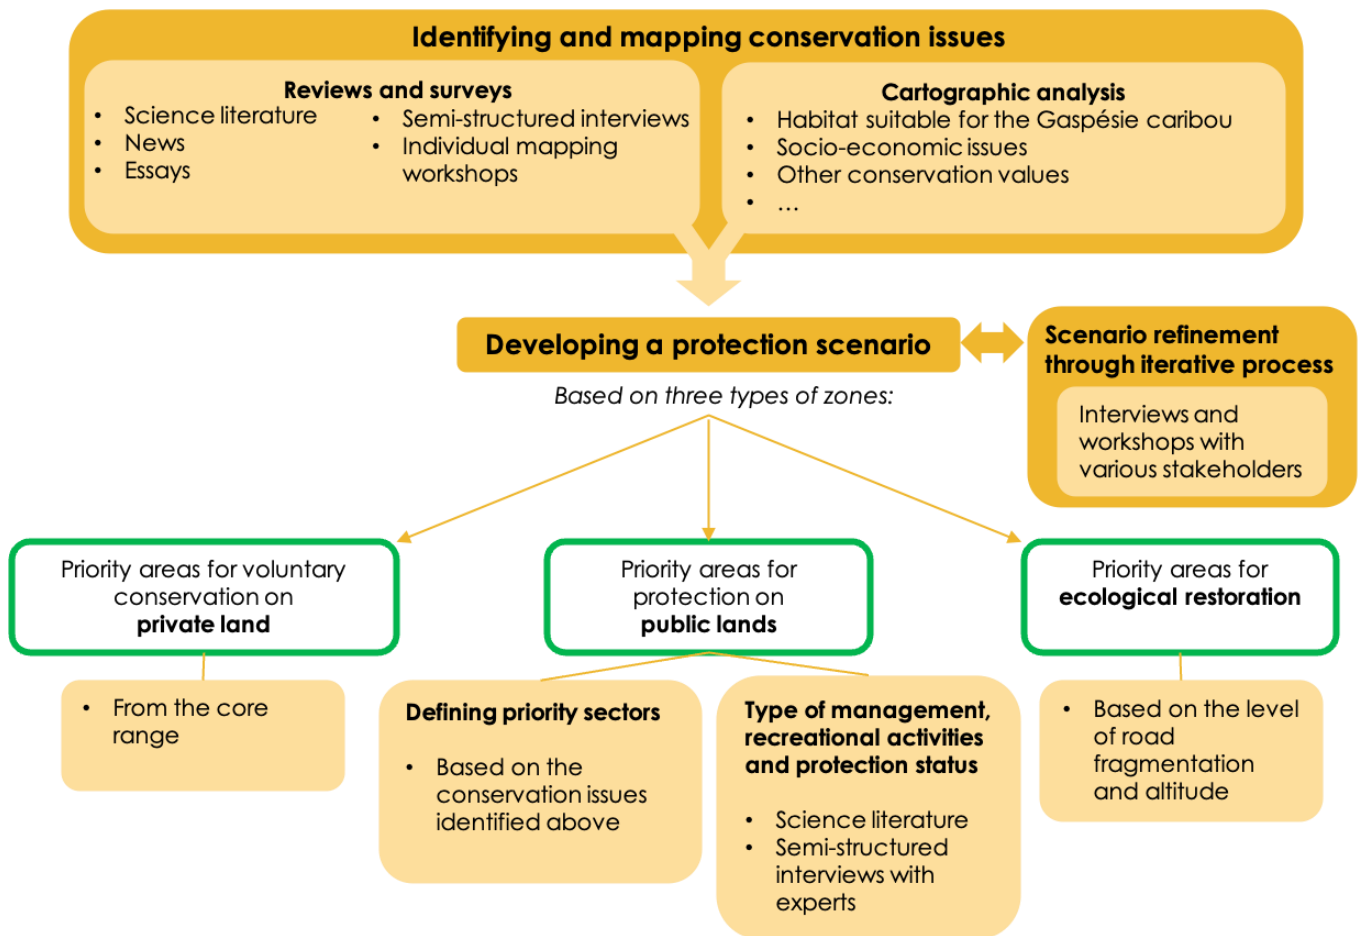 Identifying and mapping conservation issues
Reviews and surveys
• Science literature
• News
• Essays
• Semi-structured interviews
• Individual mapping
workshops
Cartographic analysis
• Habitat suitable for the Gaspésie caribou
• Socio-economic issues
• Other conservation values
• …
Developing a protection scenario
Based on three types of zones:
Scenario refinement
through iterative process
Interviews and
workshops with
various stakeholders
Priority areas for voluntary
conservation on
private land
• From the core
range
Priority areas for
protection on
public lands
Defining priority sectors
• Based on the
conservation issues
identified above
Type of management,
recreational activities
and protection status
• Science literature
• Semi-structured
interviews with
experts
Priority areas for
ecological restoration
• Based on the level
of road
fragmentation
and altitude